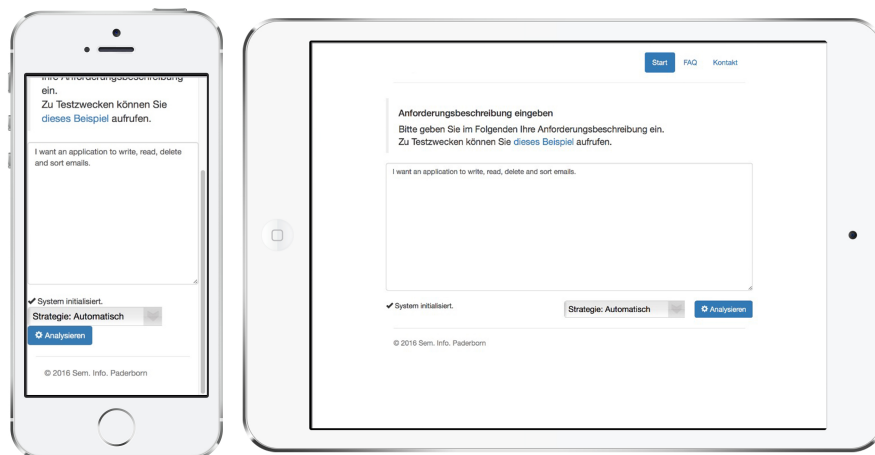 Ihre Anforderungsbeschreibung
ein.
Zu Testzwecken können Sie
dieses Beispiel aufrufen.
I want an application to write, read, delete
and sort emails.
✔ System initialisiert.
Strategie: Automatisch
Analysieren
© 2016 Sem. Info. Paderborn
Start FAQ Kontakt
Anforderungsbeschreibung eingeben
Bitte geben Sie im Folgenden Ihre Anforderungsbeschreibung ein.
Zu Testzwecken können Sie dieses Beispiel aufrufen.
I want an application to write, read, delete and sort emails.
✔ System initialisiert.
Strategie: Automatisch
Analysieren
© 2016 Sem. Info. Paderborn